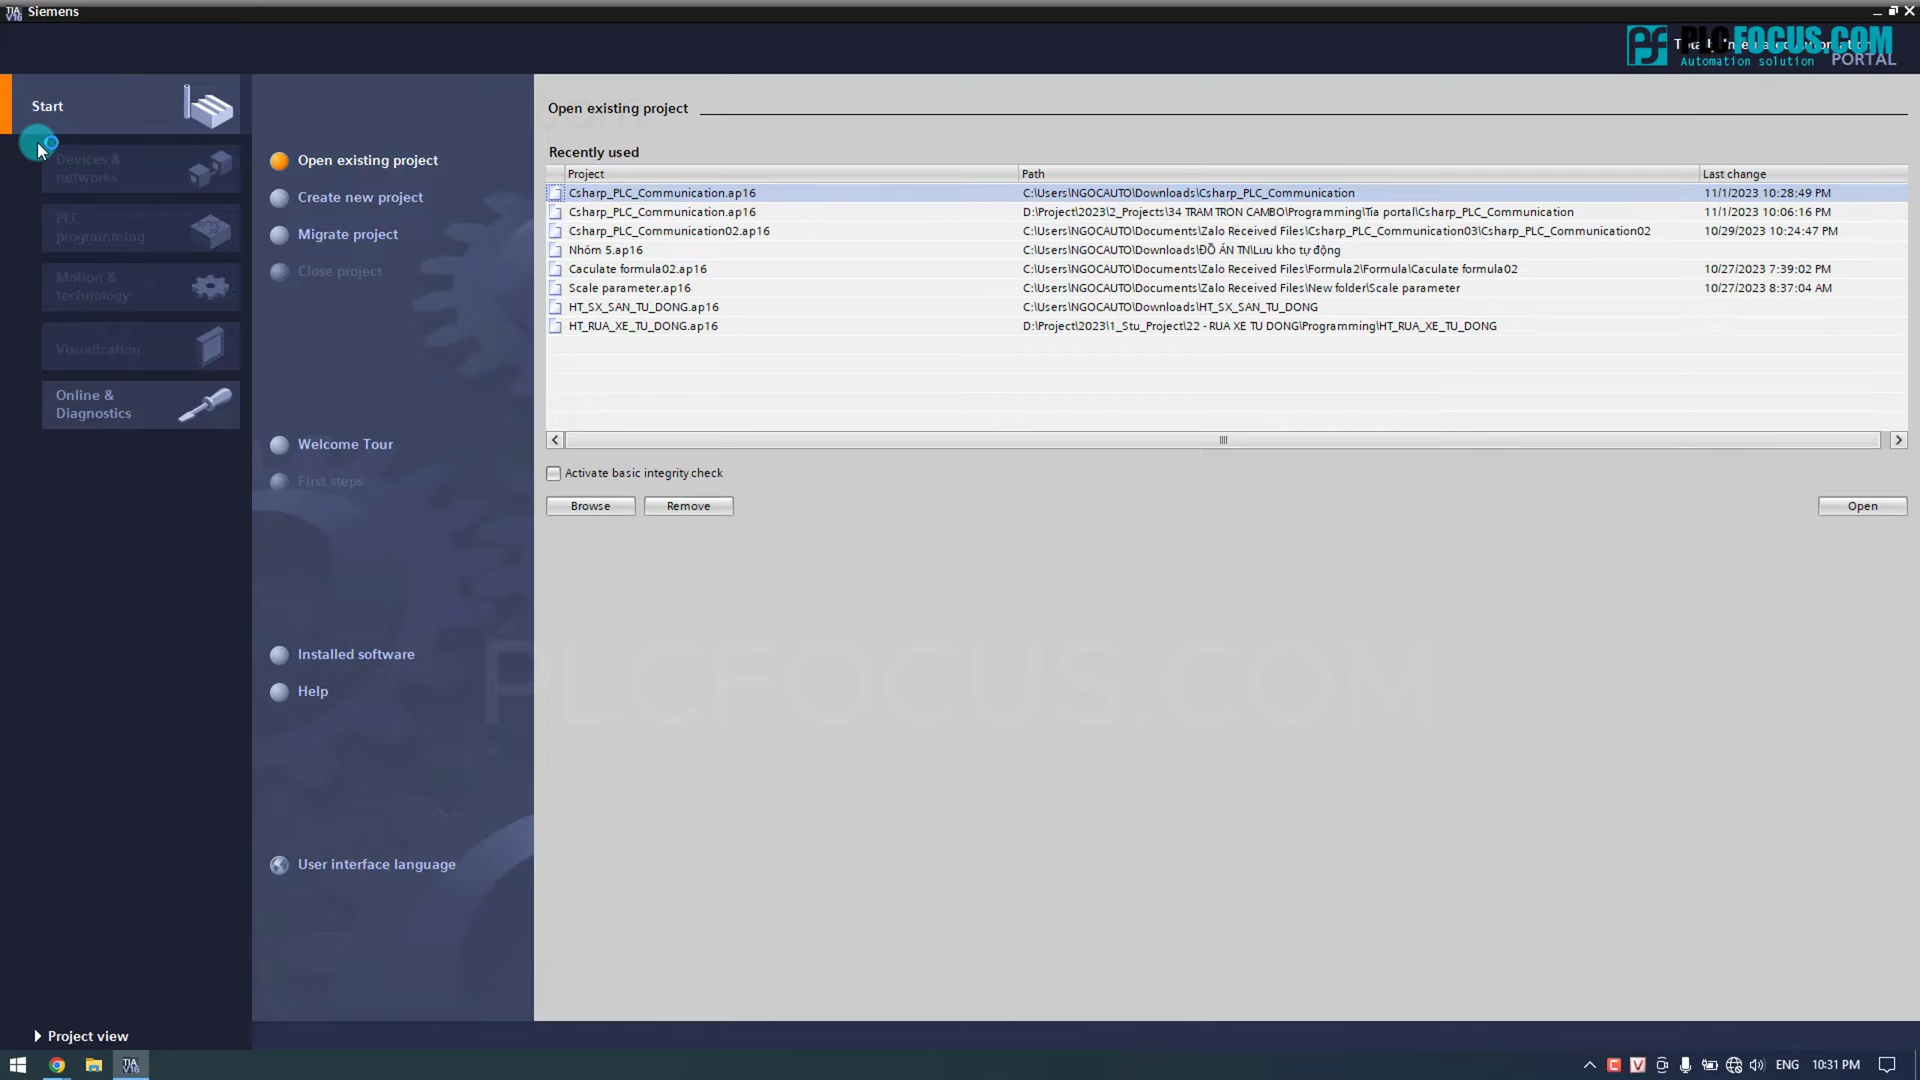 TIA V16 Siemens
PLCFOCUS.COM
Automation solution
PORTAL
Start
Devices & networks
PLC programming
Motion & technology
Visualization
Online & Diagnostics
Open existing project
Create new project
Migrate project
Close project
Welcome Tour
First steps
Installed software
Help
User interface language
Open existing project
Recently used
Project Path Last change
Csharp_PLC_Communication.ap16 C:\Users\NGOCAUTO\Downloads\Csharp_PLC_Communication 11/1/2023 10:28:49 PM
Csharp_PLC_Communication.ap16 D:\Project\2023\2_Projects\34 TRAM TRON CAMBO\Programming\Tia portal\Csharp_PLC_Communication 11/1/2023 10:06:16 PM
Csharp_PLC_Communication02.ap16 C:\Users\NGOCAUTO\Documents\Zalo Received Files\Csharp_PLC_Communication03\Csharp_PLC_Communication02 10/29/2023 10:24:47 PM
Nhóm 5.ap16 C:\Users\NGOCAUTO\Downloads\ĐỒ ÁN TN\Lưu kho tự động
Caculate formula02.ap16 C:\Users\NGOCAUTO\Documents\Zalo Received Files\Formula2\Formula\Caculate formula02 10/27/2023 7:39:02 PM
Scale parameter.ap16 C:\Users\NGOCAUTO\Documents\Zalo Received Files\New folder\Scale parameter 10/27/2023 8:37:04 AM
HT_SX_SAN_TU_DONG.ap16 C:\Users\NGOCAUTO\Downloads\HT_SX_SAN_TU_DONG
HT_RUA_XE_TU_DONG.ap16 D:\Project\2023\1_Stu_Project\22 - RUA XE TU DONG\Programming\HT_RUA_XE_TU_DONG
Activate basic integrity check
Browse Remove Open
PLCFOCUS.COM
Project view
TIA V16
ENG 10:31 PM